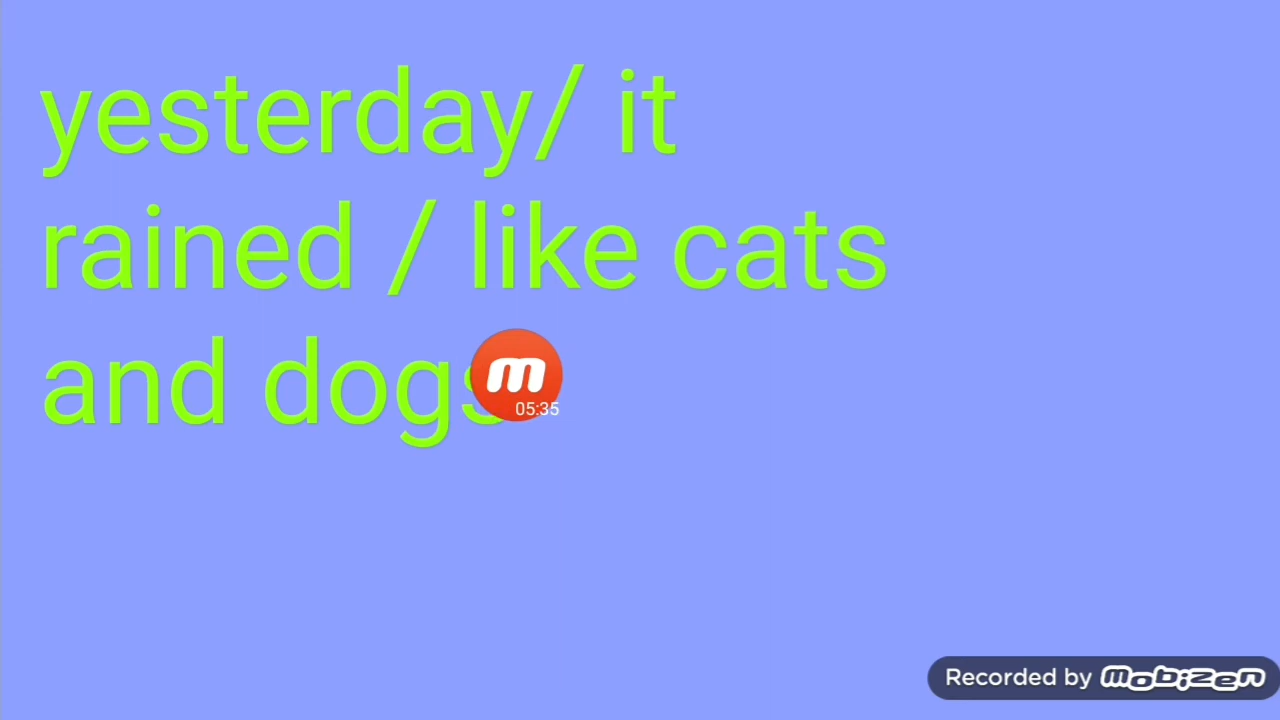 yesterday/ it
rained / like cats
and dogs
m
05:35
Recorded by mobizen